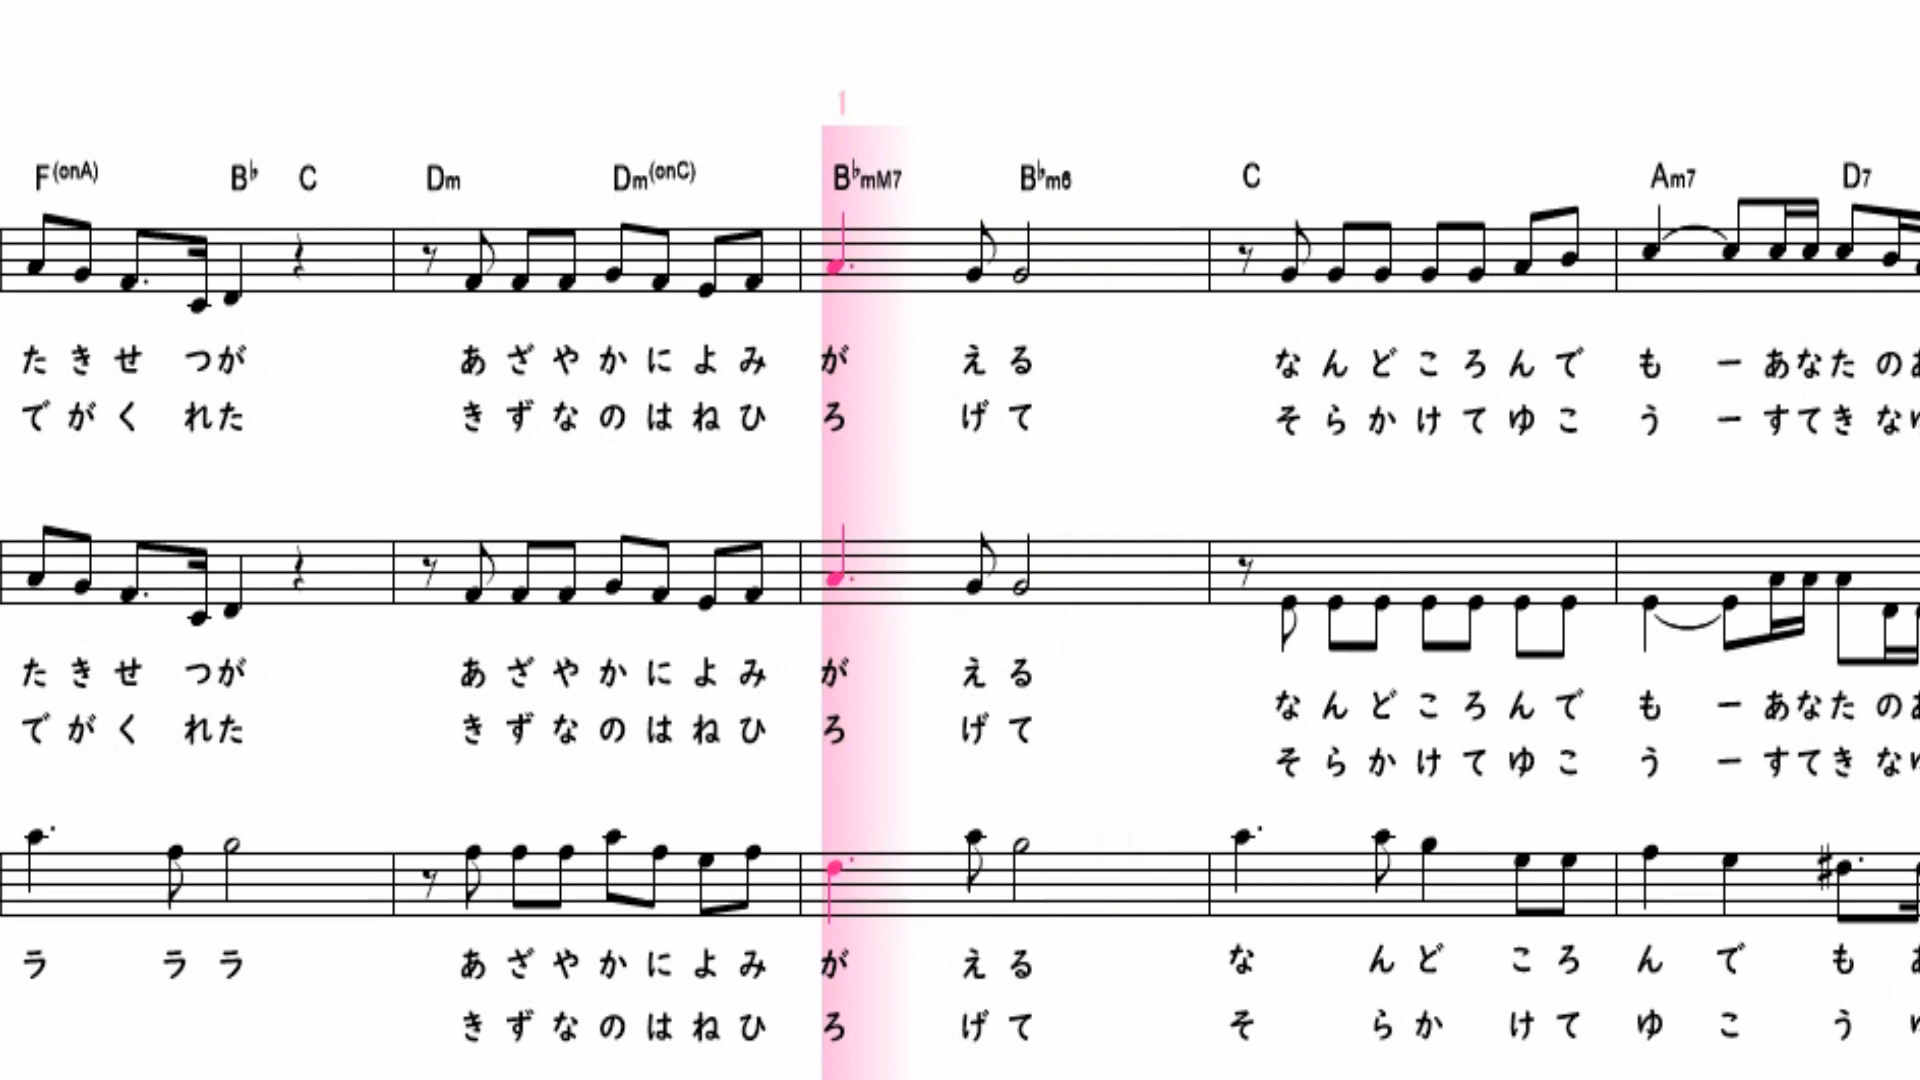 1
F(onA) B♭ C Dm Dm(onC) B♭mM7 B♭m6 C Am7 D7
たきせ つが あざやかによみ が える なんどころんで も ーあなたの
でがく れた きずなのはねひ ろ げて そらかけてゆこ う ーすてきな
たきせ つが あざやかによみ が える なんどころんで も ーあなたの
でがく れた きずなのはねひ ろ げて そらかけてゆこ う ーすてきな
ラ ララ あざやかによみ が える な んど ころ ん で も
きずなのはねひ ろ げて そ らか けて ゆ こ う